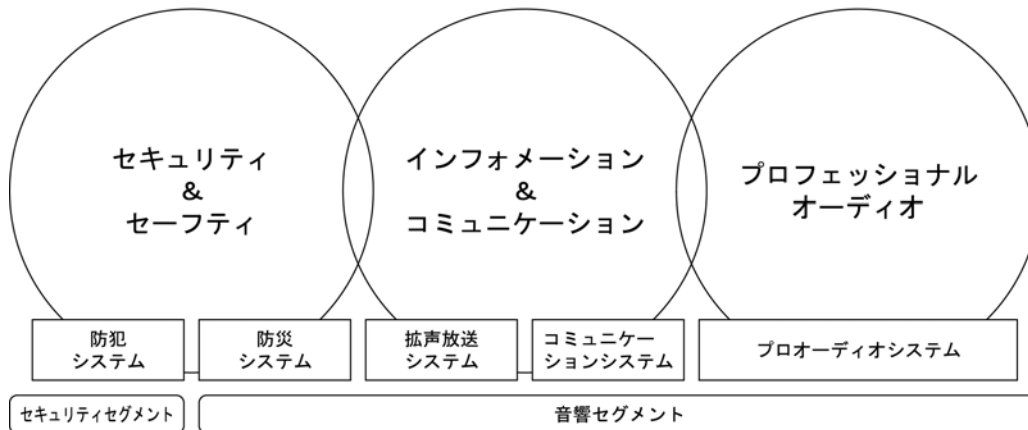 セキュリティ
&
セーフティ
インフォメーション
&
コミュニケーション
プロフェッショナル
オーディオ
防犯
システム
防災
システム
拡声放送
システム
コミュニケー
ションシステム
プロオーディオシステム
セキュリティセグメント
音響セグメント